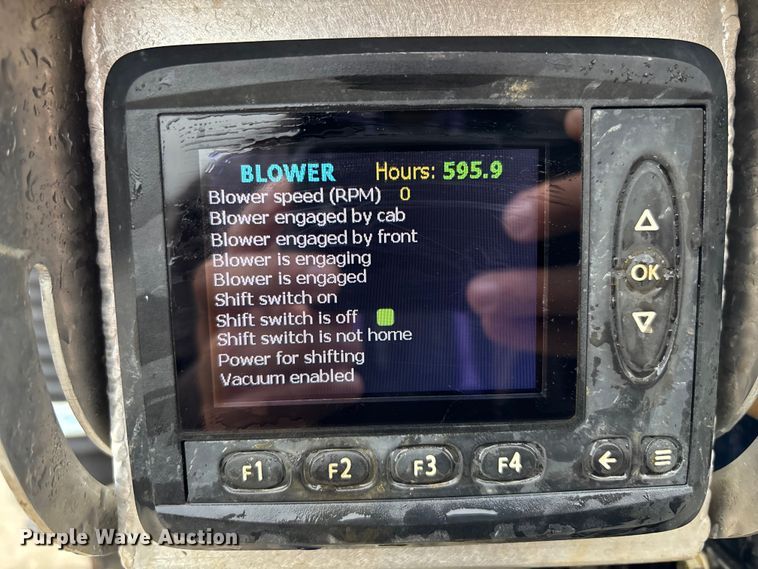 BLOWER Hours: 595.9
Blower speed (RPM) 0
Blower engaged by cab
Blower engaged by front
Blower is engaging
Blower is engaged
Shift switch on
Shift switch is off
Shift switch is not home
Power for shifting
Vacuum enabled
OK
F1 F2 F3 F4
Purple Wave Auction